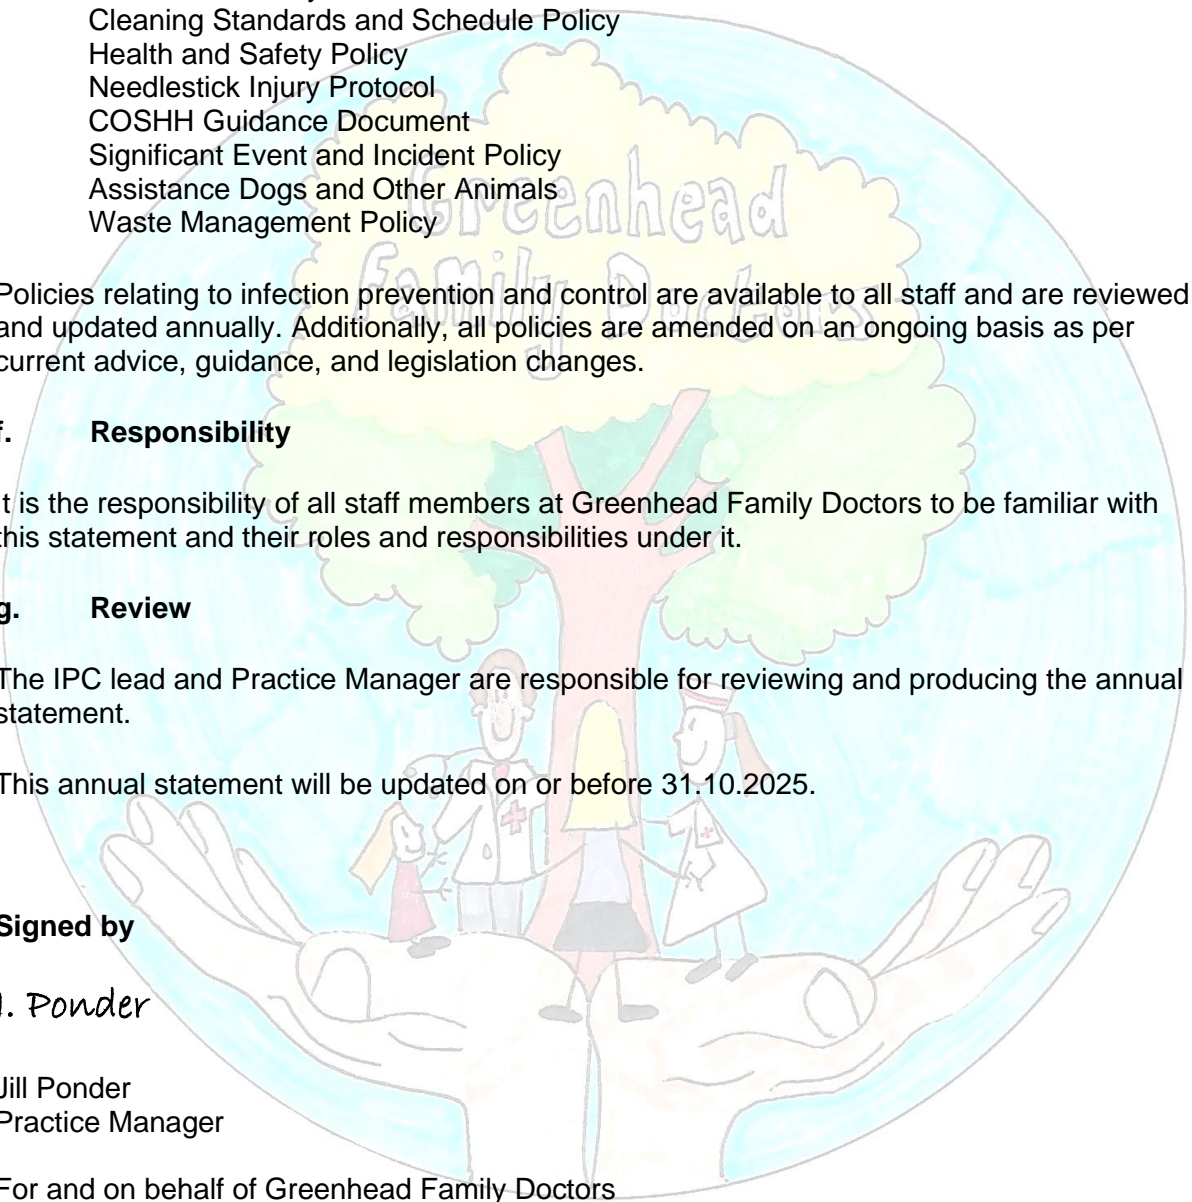 Cleaning Standards and Schedule Policy
Health and Safety Policy
Needlestick Injury Protocol
COSHH Guidance Document
Significant Event and Incident Policy
Assistance Dogs and Other Animals
Waste Management Policy
Greenhead
Family Doctors
Policies relating to infection prevention and control are available to all staff and are reviewed
and updated annually. Additionally, all policies are amended on an ongoing basis as per
current advice, guidance, and legislation changes.
f. Responsibility
It is the responsibility of all staff members at Greenhead Family Doctors to be familiar with
this statement and their roles and responsibilities under it.
g. Review
The IPC lead and Practice Manager are responsible for reviewing and producing the annual
statement.
This annual statement will be updated on or before 31.10.2025.
Signed by
J. Ponder
Jill Ponder
Practice Manager
For and on behalf of Greenhead Family Doctors